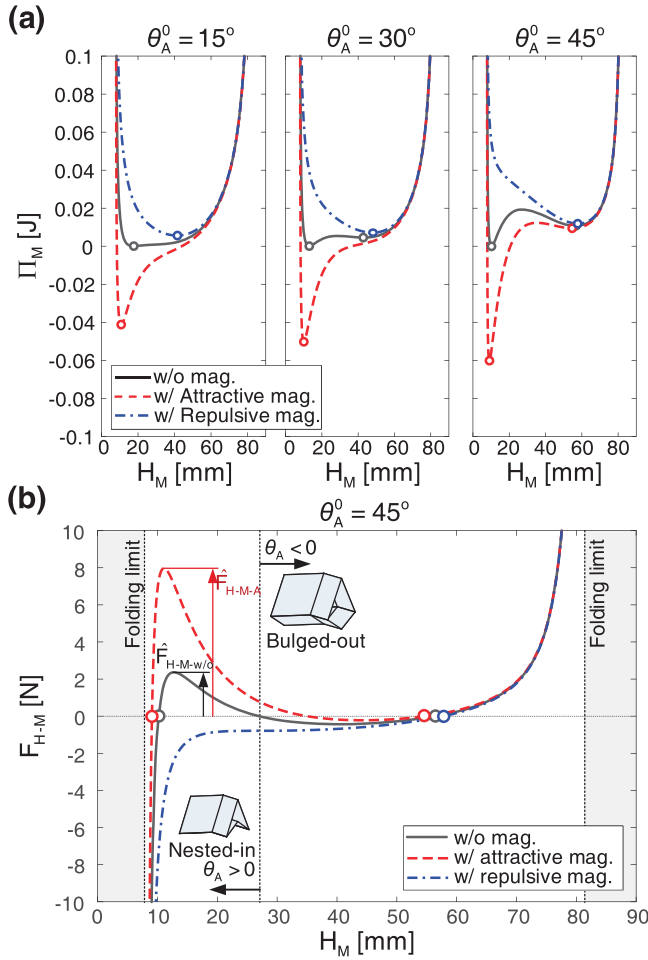 (a)
θ_A^0 = 15° θ_A^0 = 30° θ_A^0 = 45°
0.1
0.08
0.06
0.04
0.02
0
-0.02
-0.04
-0.06
-0.08
-0.1
Π_M [J]
w/o mag.
w/ Attractive mag.
w/ Repulsive mag.
0 20 40 60 80 0 20 40 60 80 0 20 40 60 80
H_M [mm] H_M [mm] H_M [mm]
(b)
θ_A^0 = 45°
10
8
6
4
2
0
-2
-4
-6
-8
-10
F_H-M [N]
Folding limit
F̂_H-M-A
F̂_H-M-w/o
θ_A < 0
Bulged-out
Folding limit
Nested-in
θ_A > 0
w/o mag.
w/ attractive mag.
w/ repulsive mag.
0 10 20 30 40 50 60 70 80 90
H_M [mm]